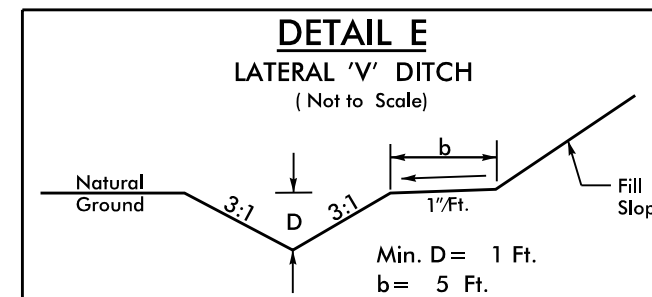 DETAIL E
LATERAL 'V' DITCH
( Not to Scale)
b
Natural
Ground
3:1
D
3:1
1"/Ft.
Fill
Min. D= 1 Ft.
b= 5 Ft.